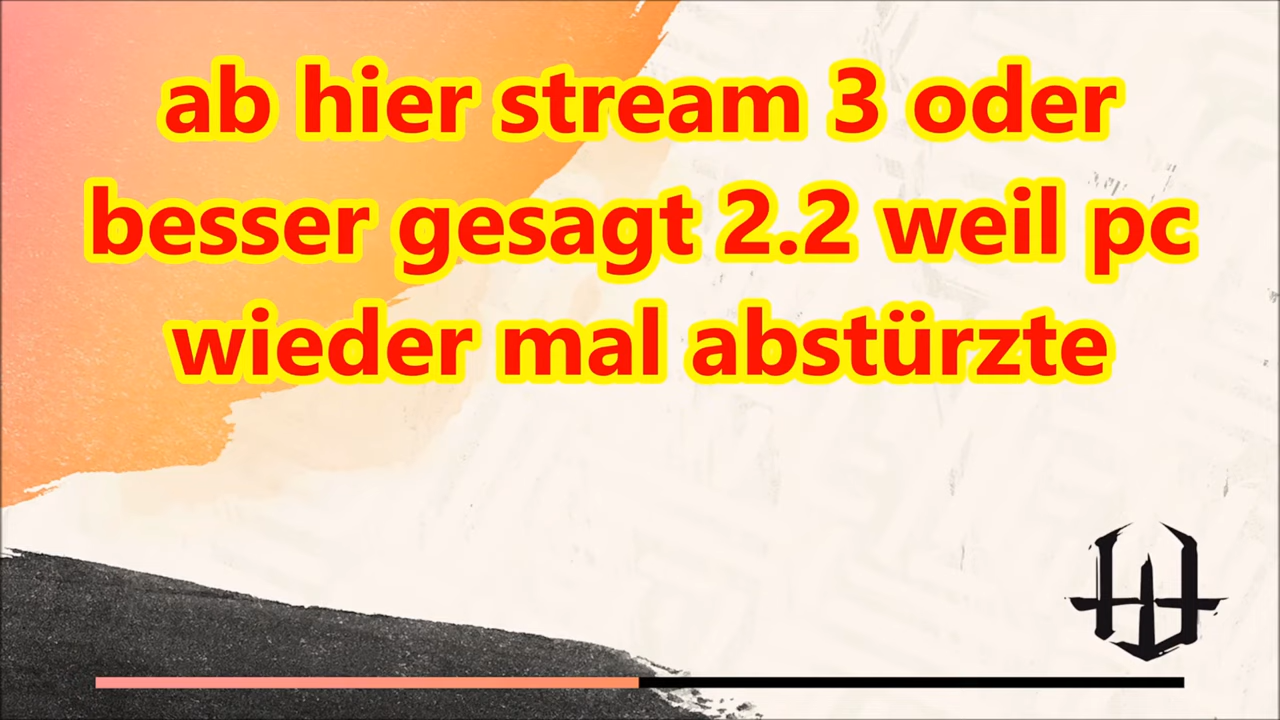 ab hier stream 3 oder
besser gesagt 2.2 weil pc
wieder mal abstürzte